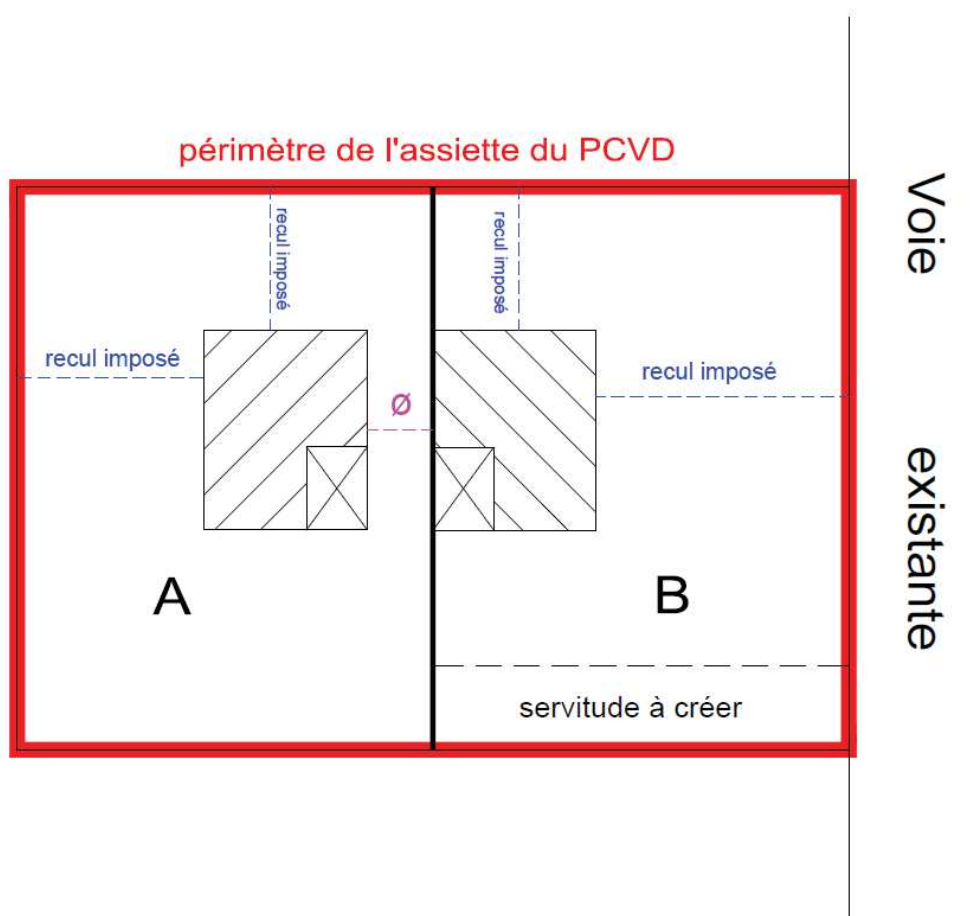 périmètre de l'assiette du PCVD
Voie existante
recul imposé
recul imposé
recul imposé
recul imposé
Ø
A
B
servitude à créer